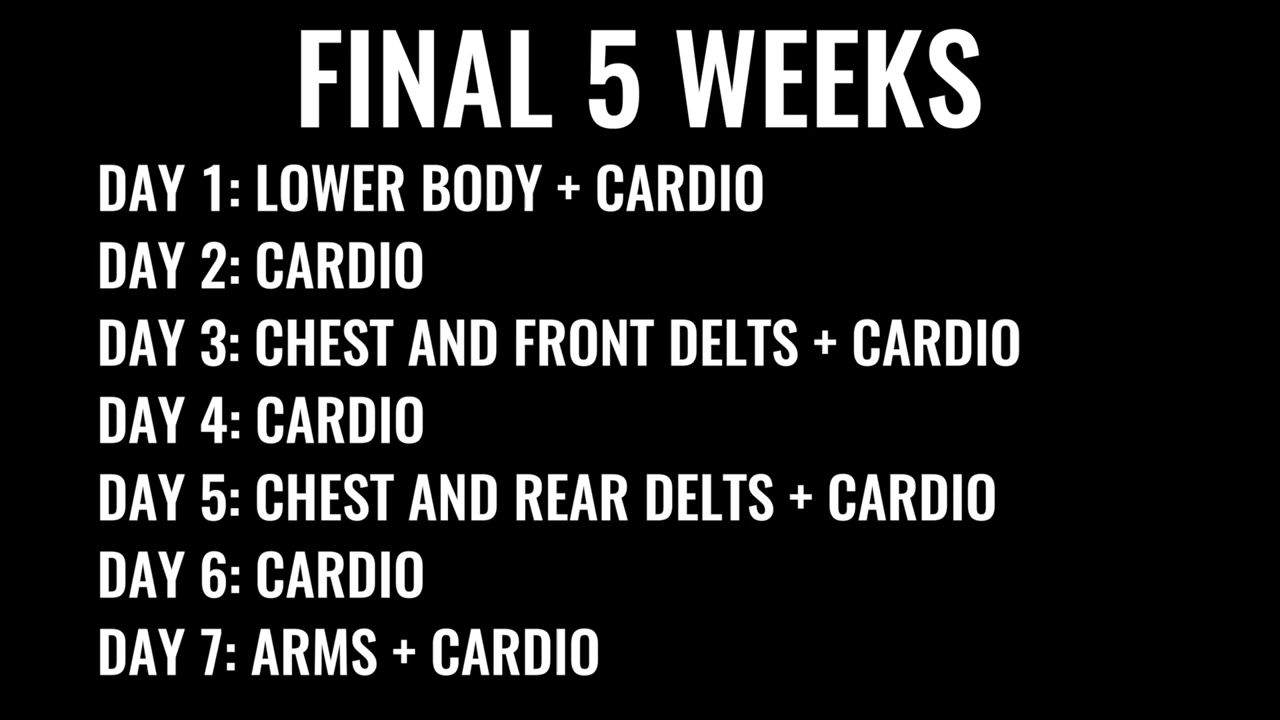 FINAL 5 WEEKS
DAY 1: LOWER BODY + CARDIO
DAY 2: CARDIO
DAY 3: CHEST AND FRONT DELTS + CARDIO
DAY 4: CARDIO
DAY 5: CHEST AND REAR DELTS + CARDIO
DAY 6: CARDIO
DAY 7: ARMS + CARDIO